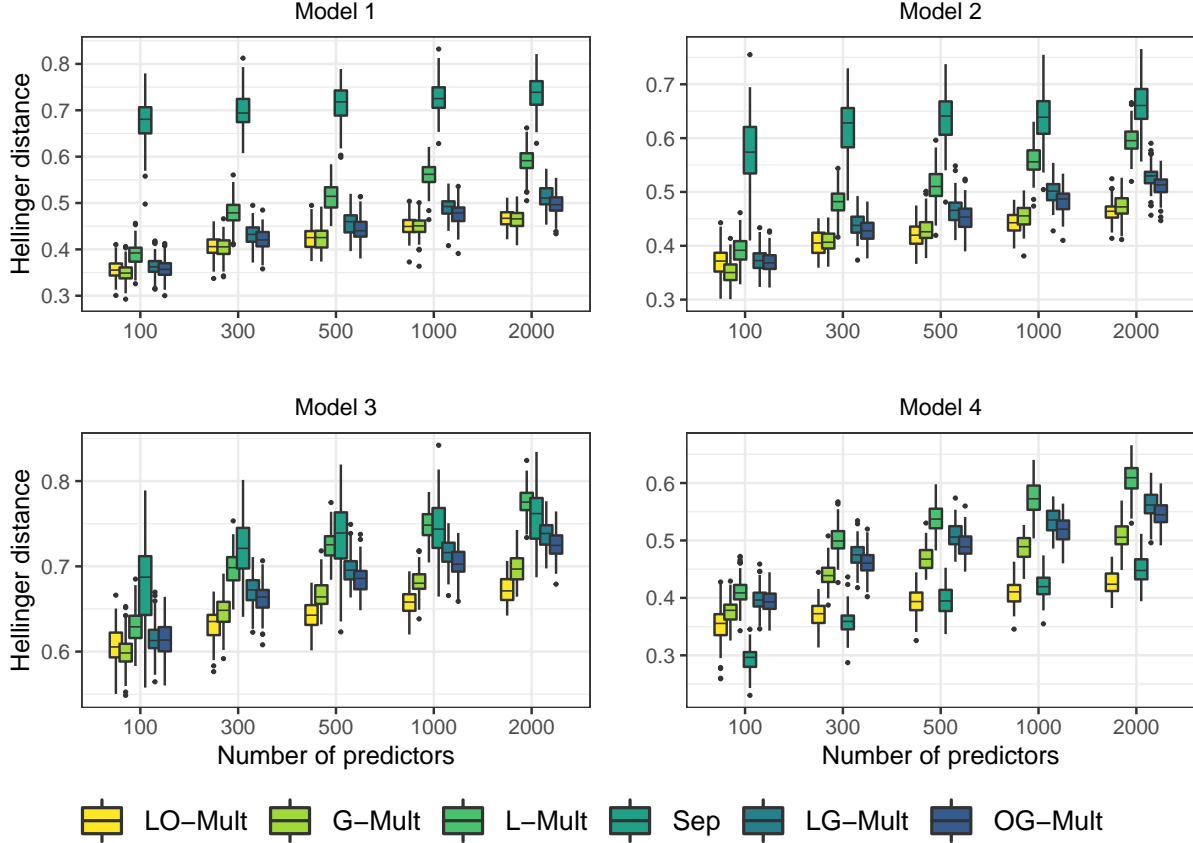 Model 1
Model 2
Hellinger distance
0.8
0.7
0.6
0.5
0.4
0.3
100 300 500 1000 2000
0.7
0.6
0.5
0.4
0.3
100 300 500 1000 2000
Model 3
Model 4
Hellinger distance
0.8
0.7
0.6
100 300 500 1000 2000
Number of predictors
0.6
0.5
0.4
0.3
100 300 500 1000 2000
Number of predictors
LO−Mult G−Mult L−Mult Sep LG−Mult OG−Mult